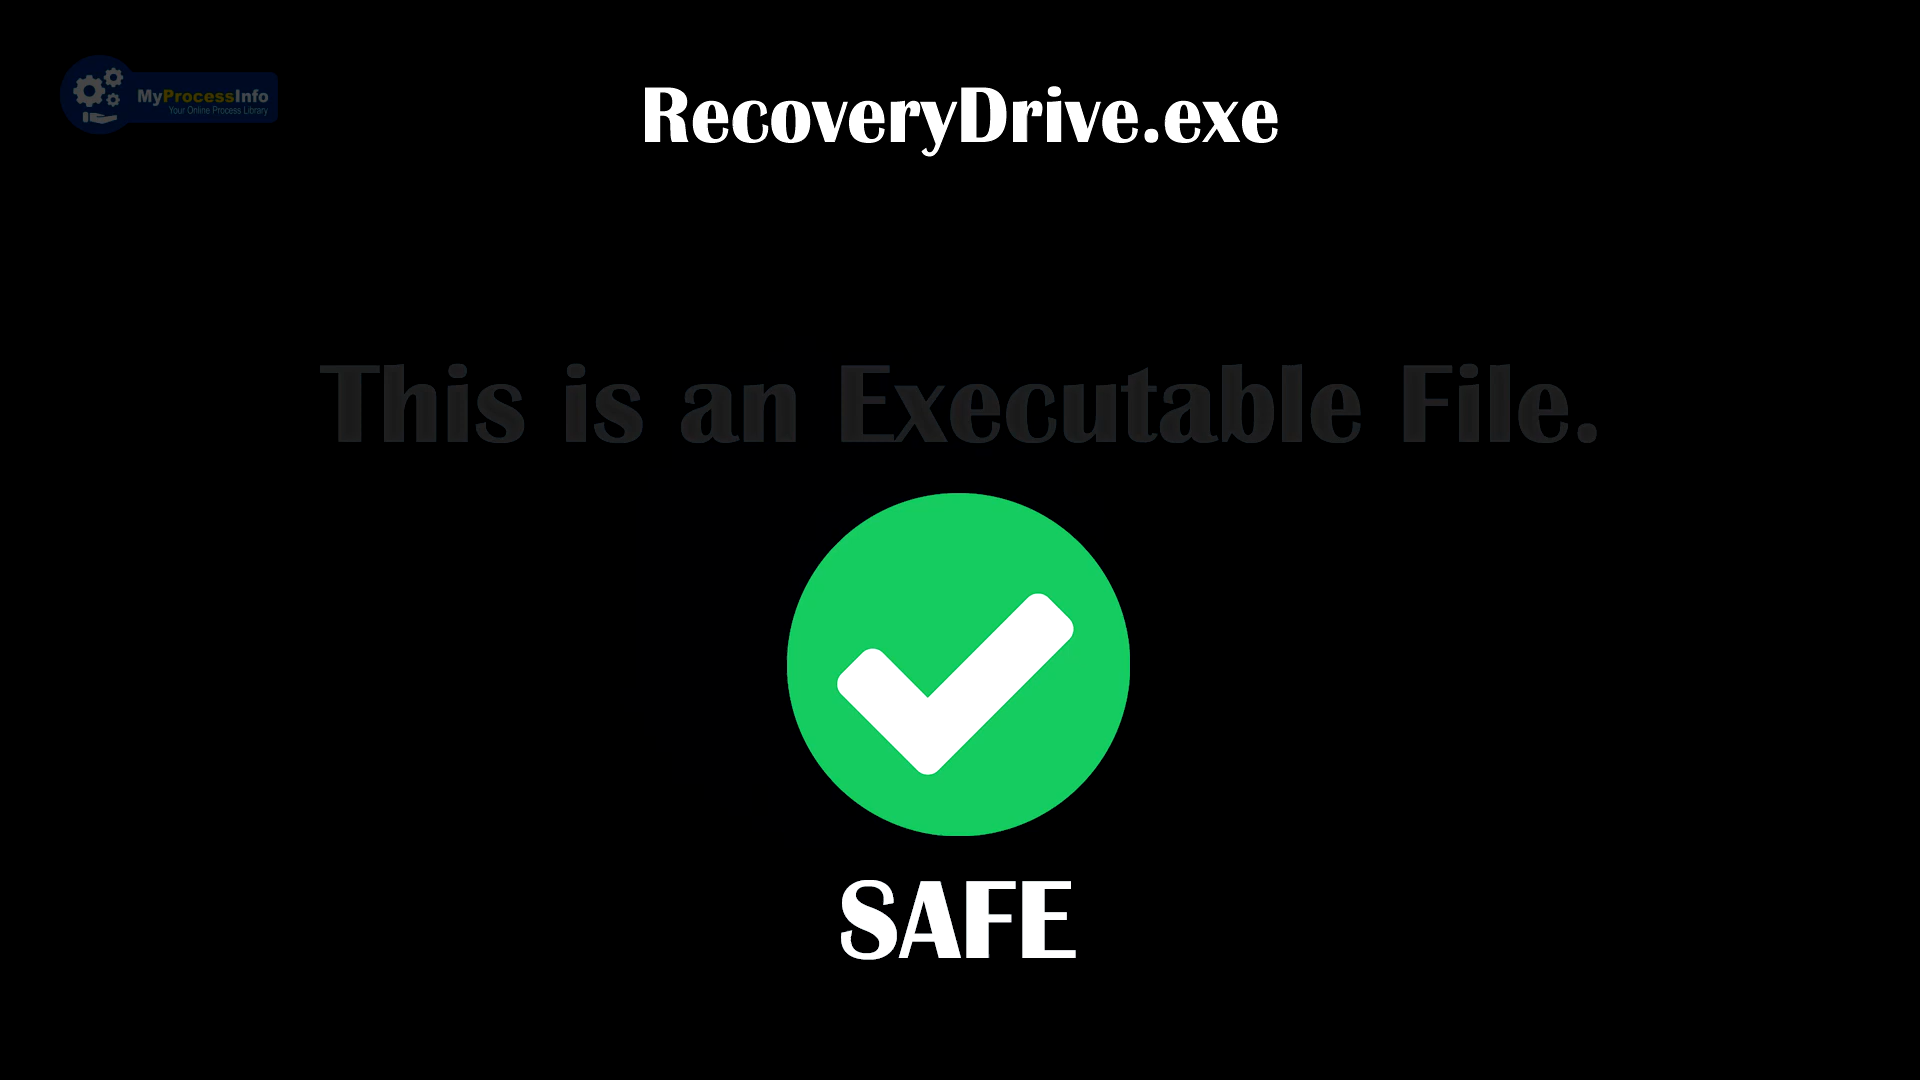 MyProcessInfo
Your Online Process Library
RecoveryDrive.exe
This is an Executable File.
SAFE